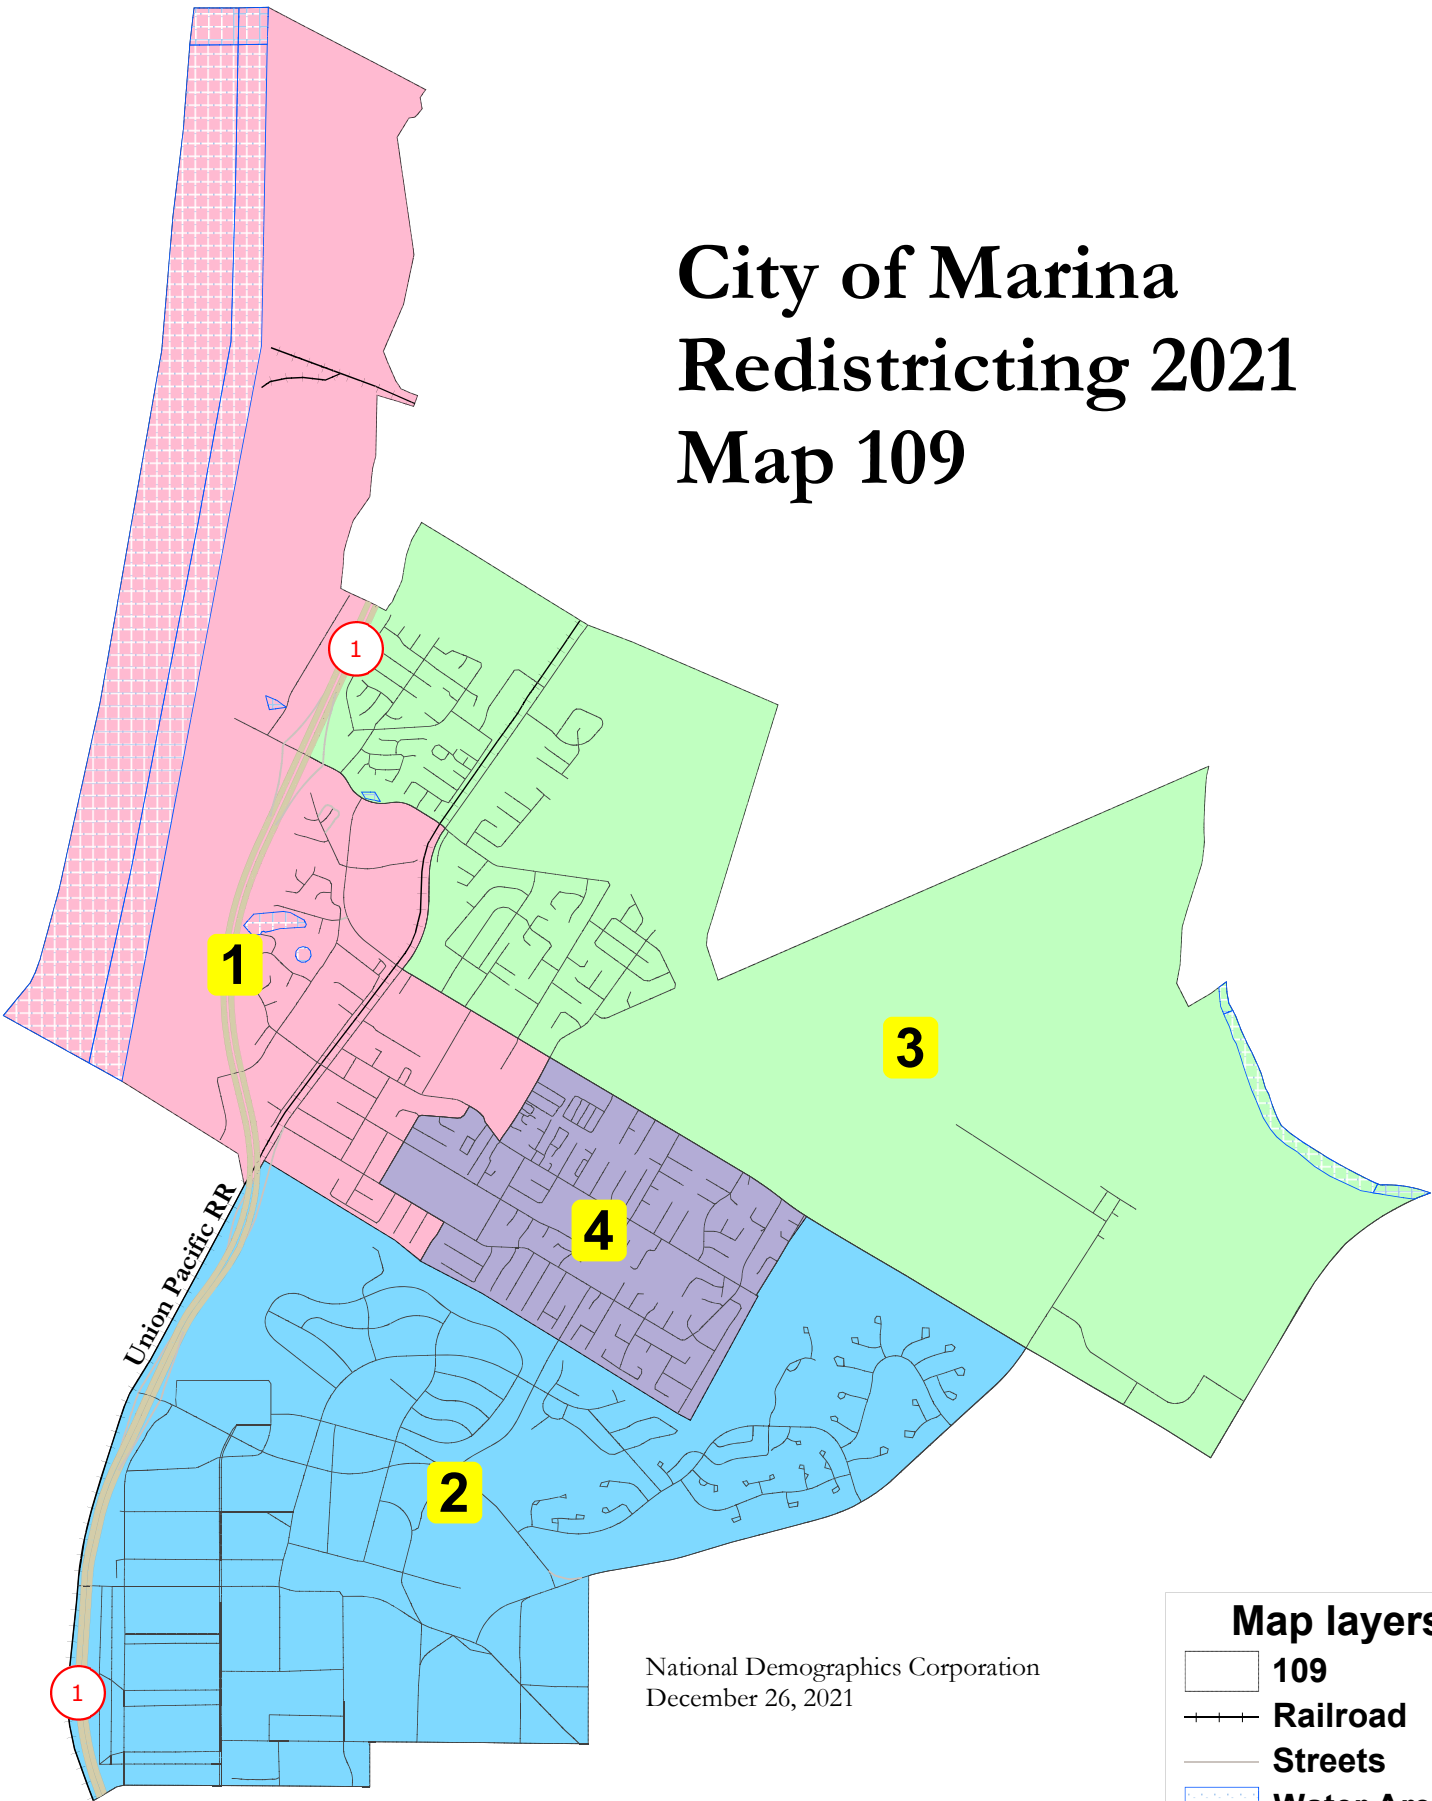 City of Marina
Redistricting 2021
Map 109
1
1
3
4
Union Pacific RR
2
1
National Demographics Corporation
December 26, 2021
Map layers
109
Railroad
Streets
Water